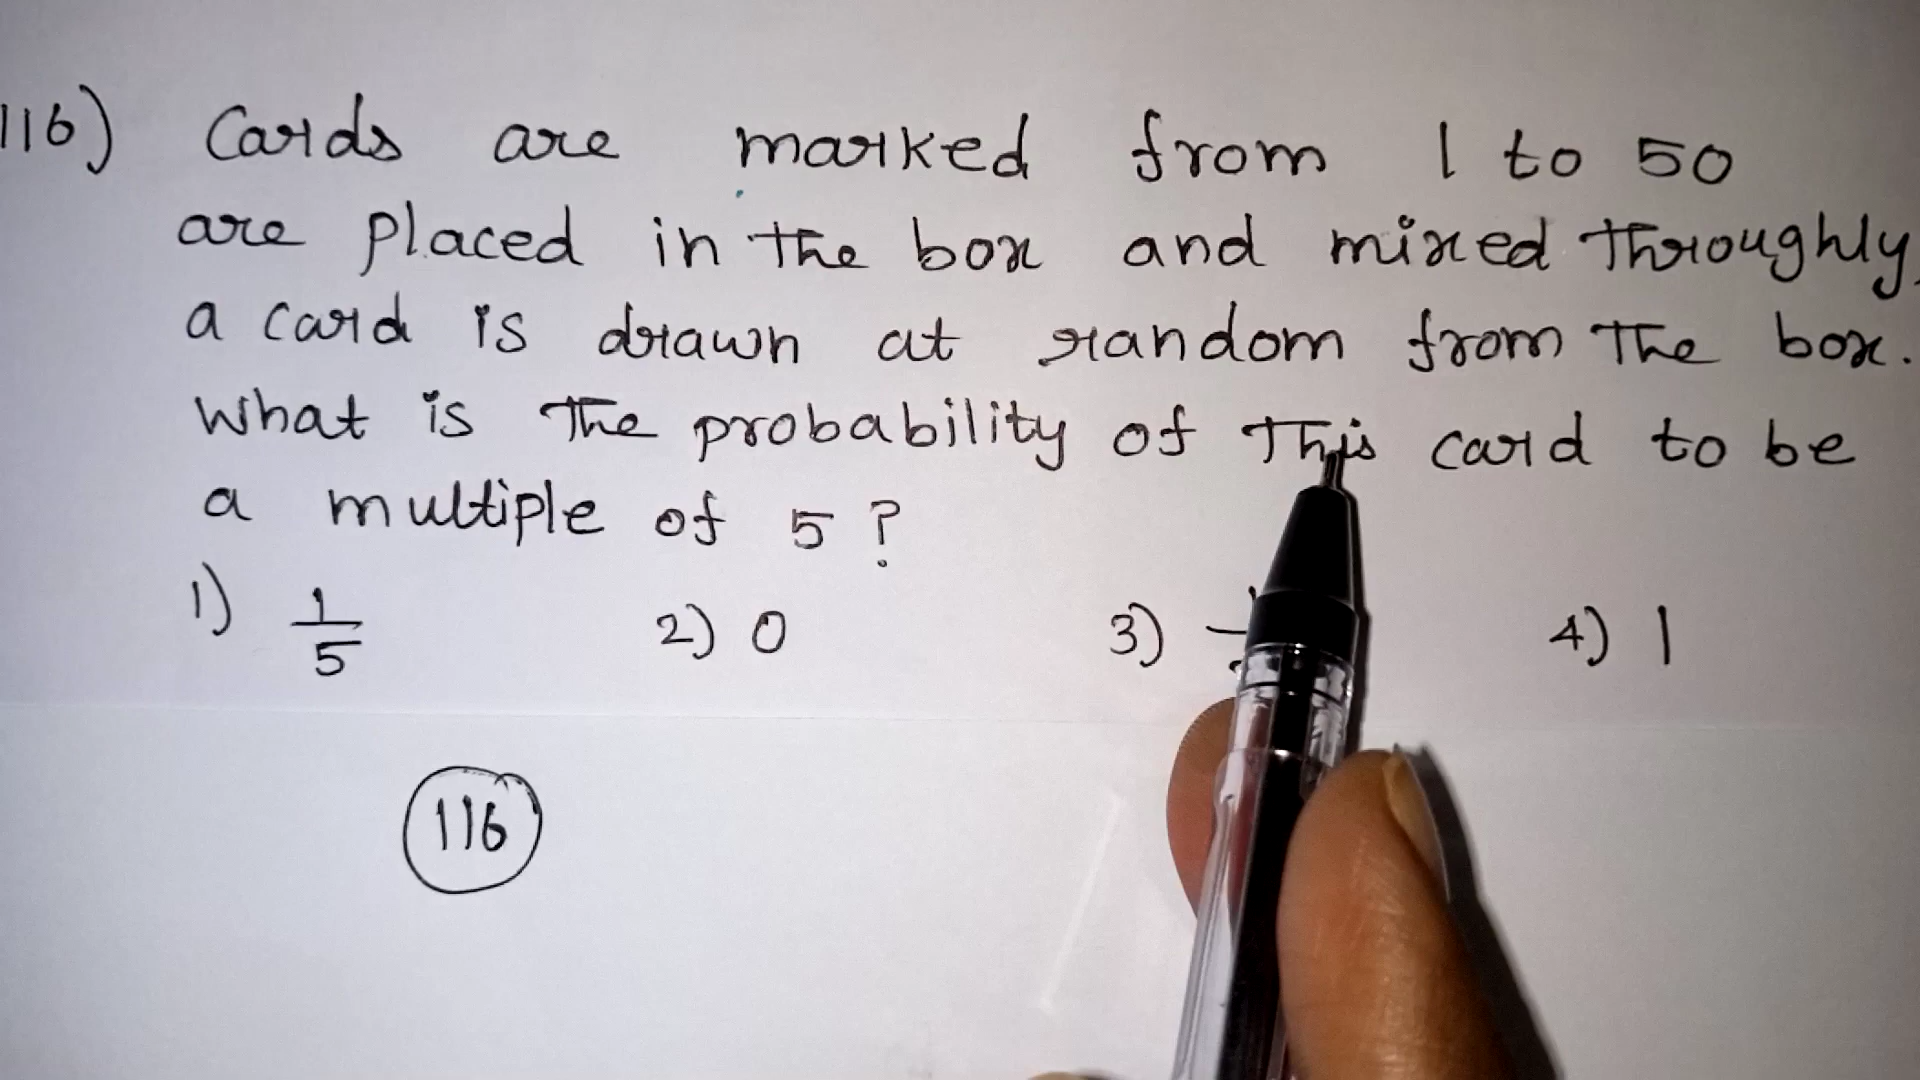 116) Cards are marked from 1 to 50
are placed in the box and mixed throughly,
a card is drawn at random from the box.
What is the probability of this card to be
a multiple of 5 ?
1) 1/5 2) 0 3) 4) 1
116